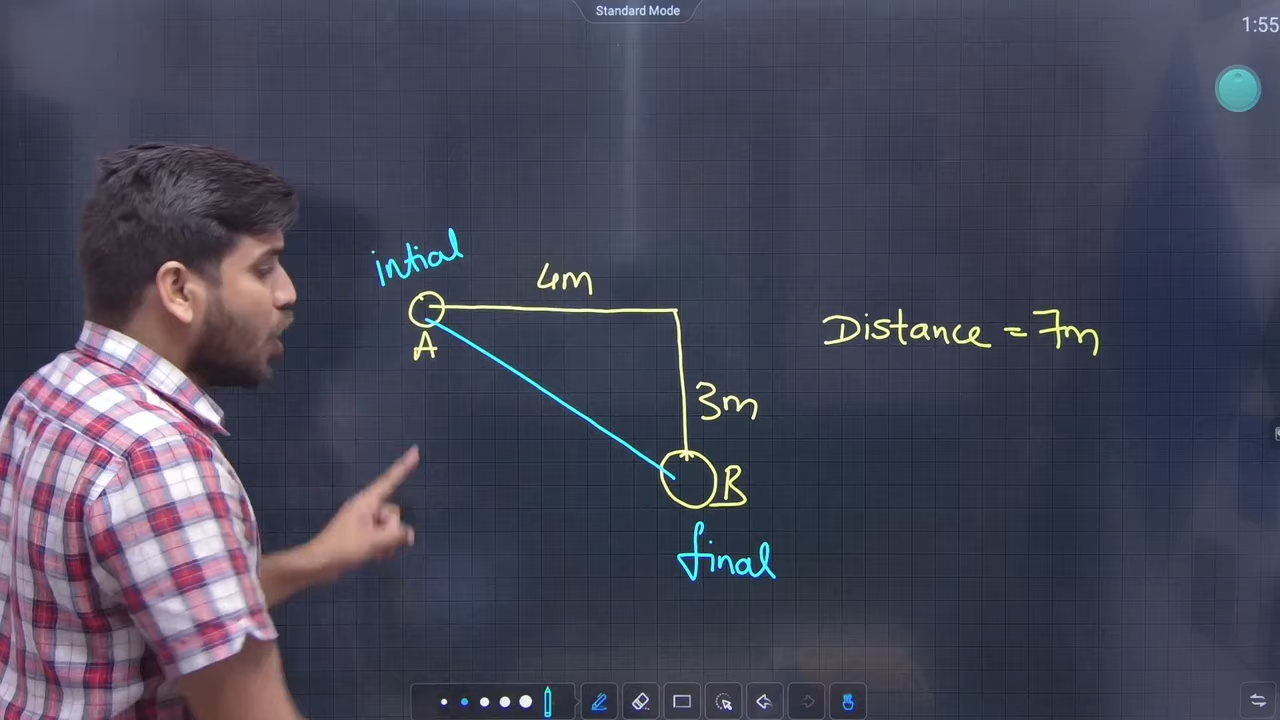 Standard Mode
1:55
intial
4m
A
Distance = 7m
3m
B
final